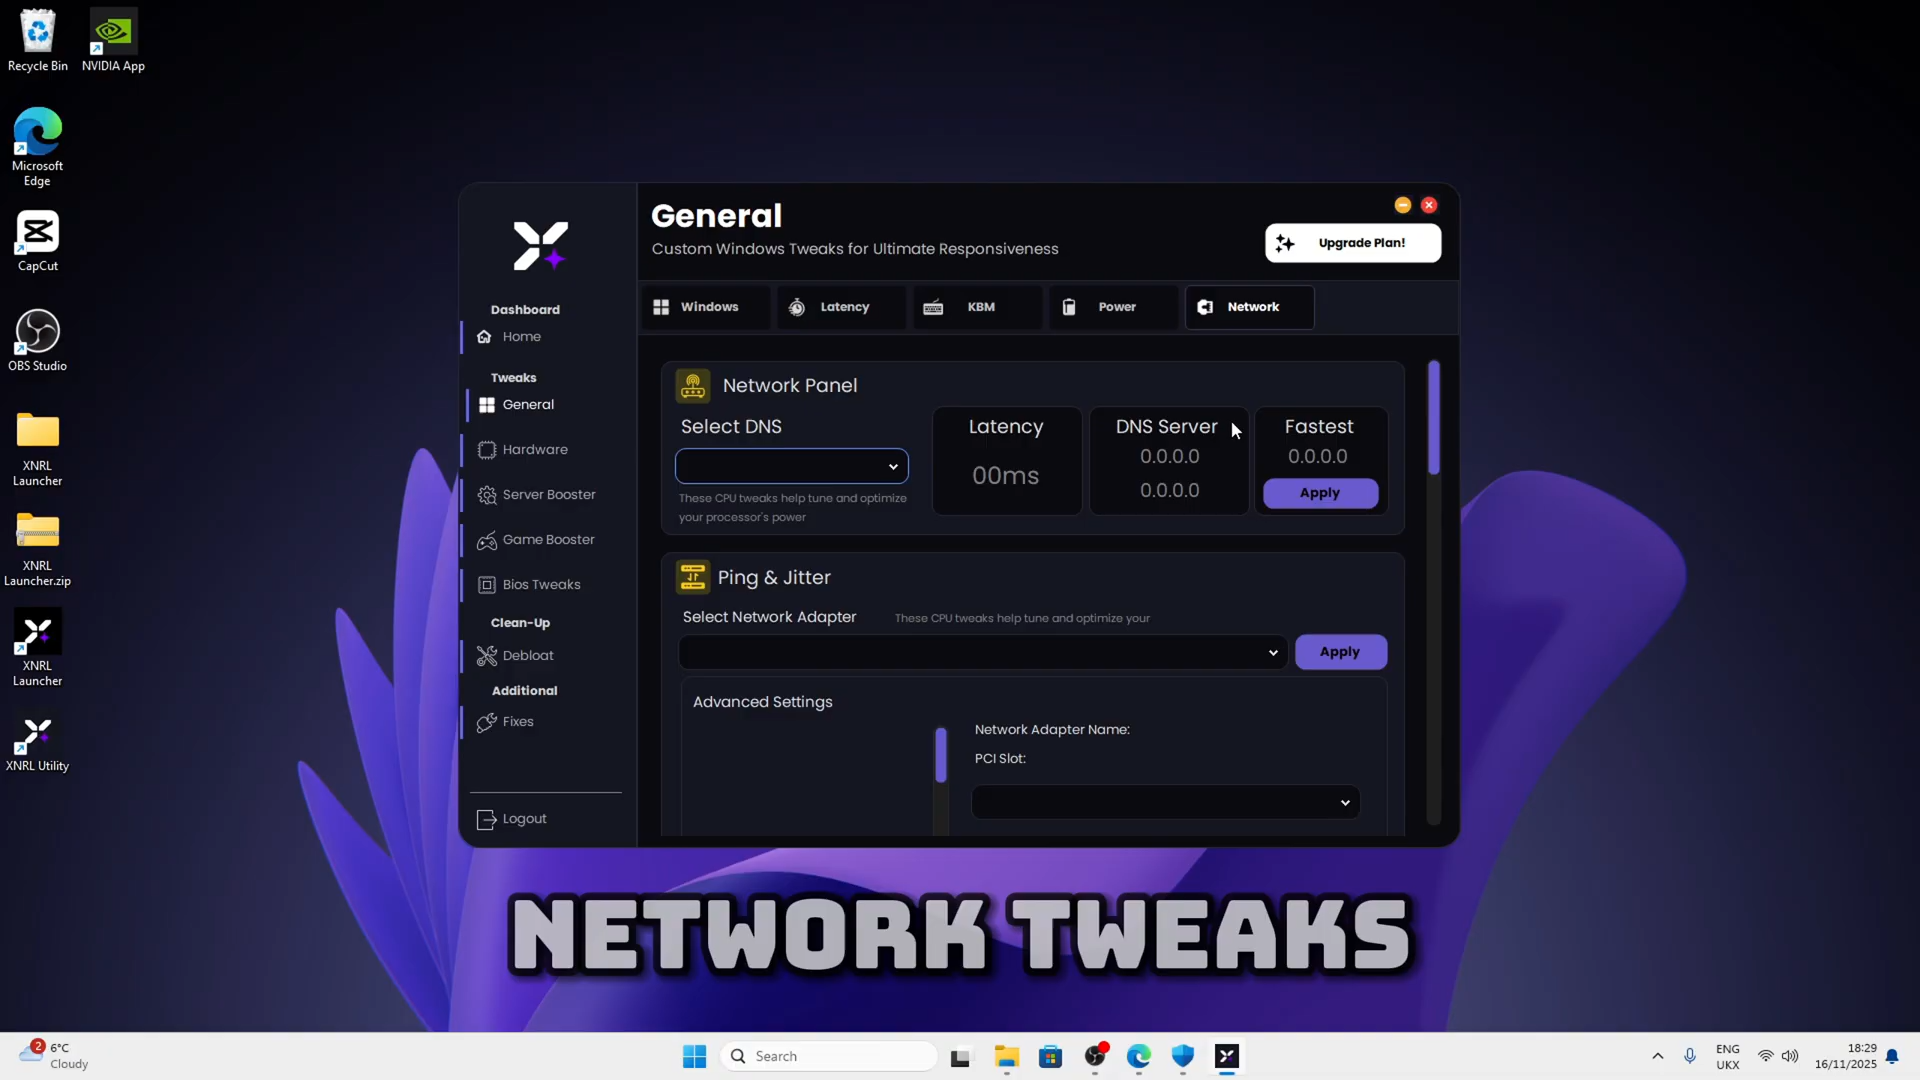 Recycle Bin
NVIDIA App
Microsoft
Edge
CapCut
OBS Studio
XNRL
Launcher
XNRL
Launcher.zip
XNRL
Launcher
XNRL Utility
General
Custom Windows Tweaks for Ultimate Responsiveness
Upgrade Plan!
Windows
Latency
KBM
Power
Network
Dashboard
Home
Tweaks
General
Hardware
Server Booster
Game Booster
Bios Tweaks
Clean-Up
Debloat
Additional
Fixes
Logout
Network Panel
Select DNS
These CPU tweaks help tune and optimize
your processor's power
Latency
00ms
DNS Server
0.0.0.0
0.0.0.0
Fastest
0.0.0.0
Apply
Ping & Jitter
Select Network Adapter
These CPU tweaks help tune and optimize your
Apply
Advanced Settings
Network Adapter Name:
PCI Slot:
NETWORK TWEAKS
2
6°C
Cloudy
Search
ENG
UKX
18:29
16/11/2025